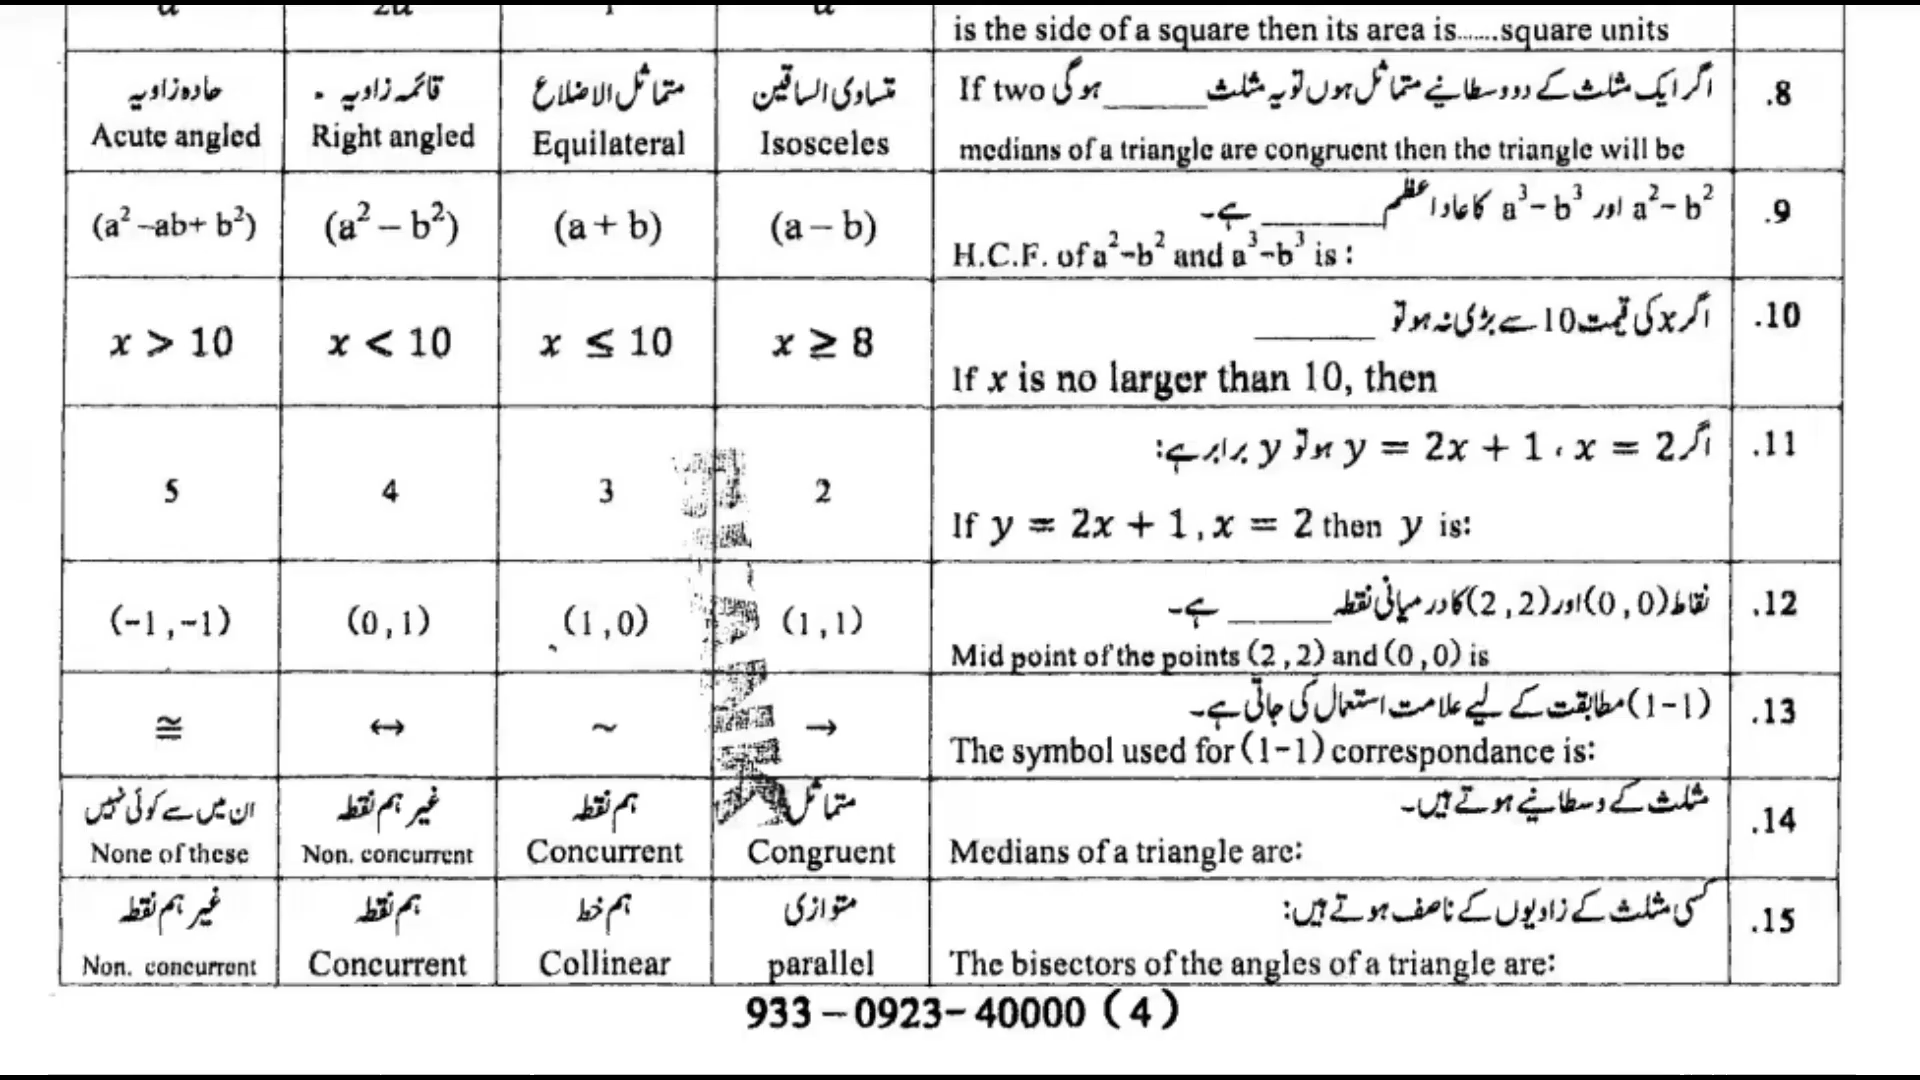 is the side of a square then its area is.......square units
.8
اگر ایک مثلث کے دو وسطانیے متماثل ہوں تو یہ مثلث ______ ہوگی If two
medians of a triangle are congruent then the triangle will be
متساوی الساقین
Isosceles
متماثل الاضلاع
Equilateral
قائمہ زاویہ
Right angled
حادہ زاویہ
Acute angled
.9
a²− b² اور a³− b³ کا عاد اعظم ______ ہے۔
H.C.F. of a²−b² and a³−b³ is :
(a − b)
(a + b)
(a² − b²)
(a² −ab+ b²)
.10
اگر x کی قیمت 10 سے بڑی نہ ہو تو ______
If x is no larger than 10, then
x ≥ 8
x ≤ 10
x < 10
x > 10
.11
اگر y = 2x + 1 ، x = 2 ہو تو y برابر ہے:
If y = 2x + 1 , x = 2 then y is:
2
3
4
5
.12
نقاط (0 , 0) اور (2 , 2) کا درمیانی نقطہ ______ ہے۔
Mid point of the points (2 , 2) and (0 , 0) is
(1 , 1)
(1 , 0)
(0 , 1)
(−1 , −1)
.13
(1−1) مطابقت کے لیے علامت استعمال کی جاتی ہے۔
The symbol used for (1−1) correspondance is:
→
~
↔
≅
.14
مثلث کے وسطانیے ہوتے ہیں۔
Medians of a triangle are:
متماثل
Congruent
ہم نقطہ
Concurrent
غیر ہم نقطہ
Non. concurrent
ان میں سے کوئی نہیں
None of these
.15
کسی مثلث کے زاویوں کے ناصف ہوتے ہیں:
The bisectors of the angles of a triangle are:
متوازی
parallel
ہم خط
Collinear
ہم نقطہ
Concurrent
غیر ہم نقطہ
Non. concurrent
933 – 0923– 40000 ( 4 )